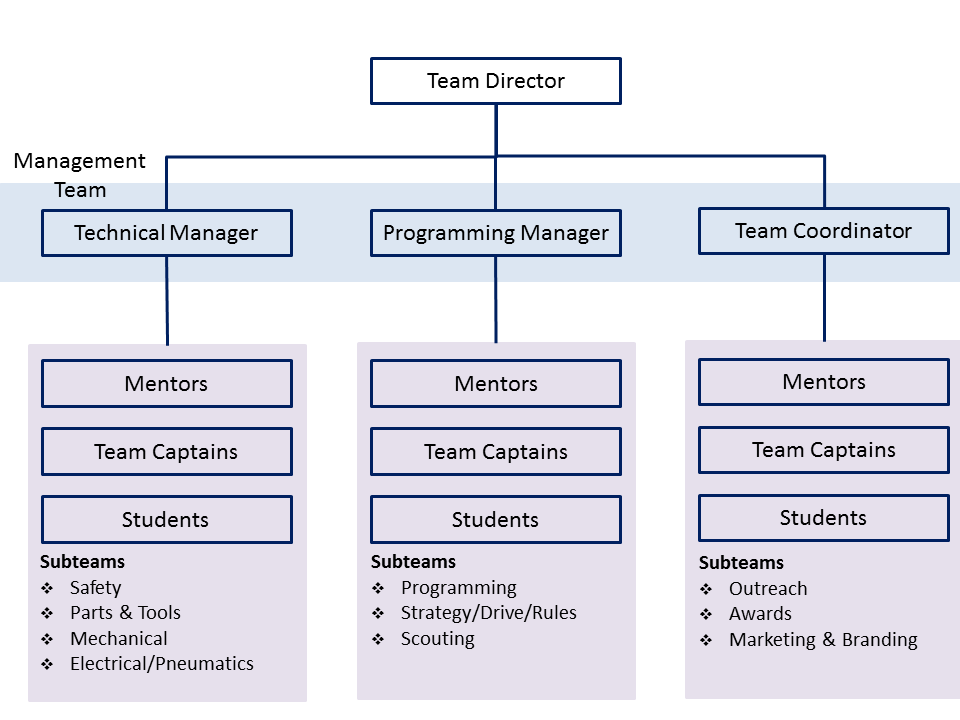 Team Director
Management
Team
Technical Manager
Programming Manager
Team Coordinator
Mentors
Team Captains
Students
Subteams
❖ Safety
❖ Parts & Tools
❖ Mechanical
❖ Electrical/Pneumatics
Mentors
Team Captains
Students
Subteams
❖ Programming
❖ Strategy/Drive/Rules
❖ Scouting
Mentors
Team Captains
Students
Subteams
❖ Outreach
❖ Awards
❖ Marketing & Branding